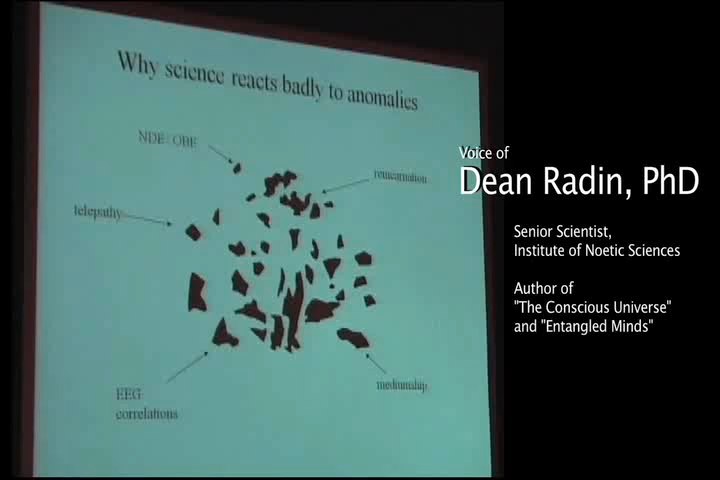 Why science reacts badly to anomalies
NDE/OBE
reincarnation
telepathy
EEG
correlations
mediumship
Voice of
Dean Radin, PhD
Senior Scientist,
Institute of Noetic Sciences
Author of
"The Conscious Universe"
and "Entangled Minds"